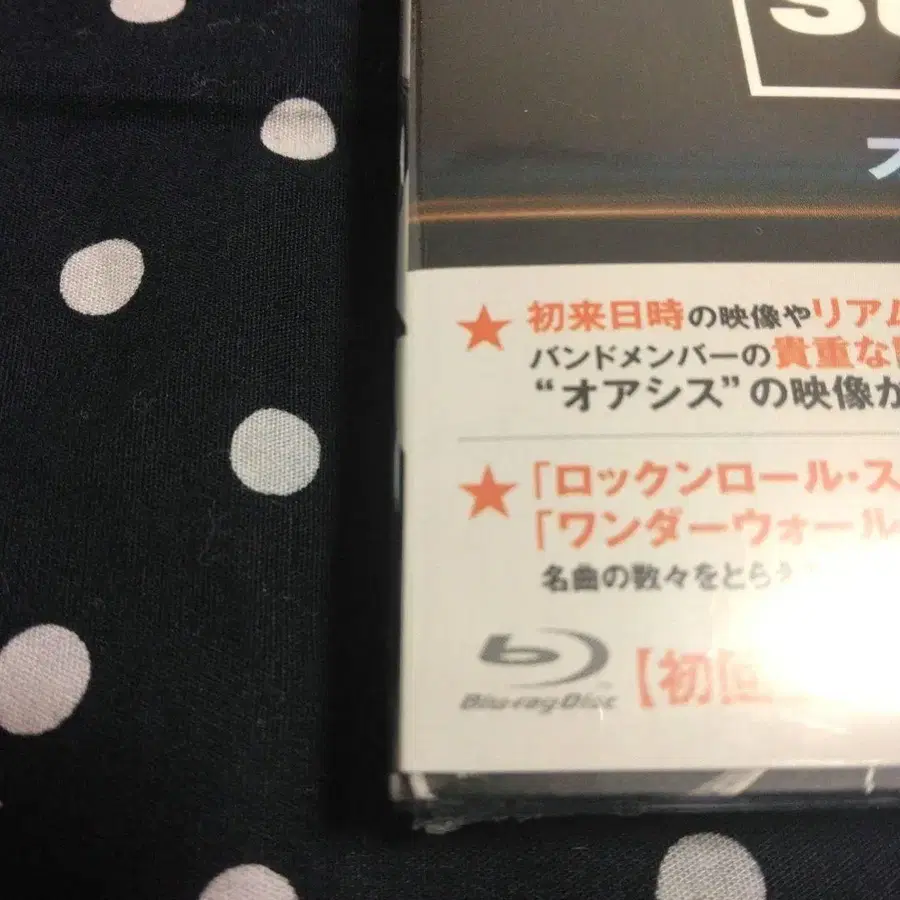 初来日時の映像やリアム
バンドメンバーの貴重な
“オアシス”の映像
「ロックンロール・ス
「ワンダーウォール
名曲の数々をとらえ
Blu-ray Disc
【初回